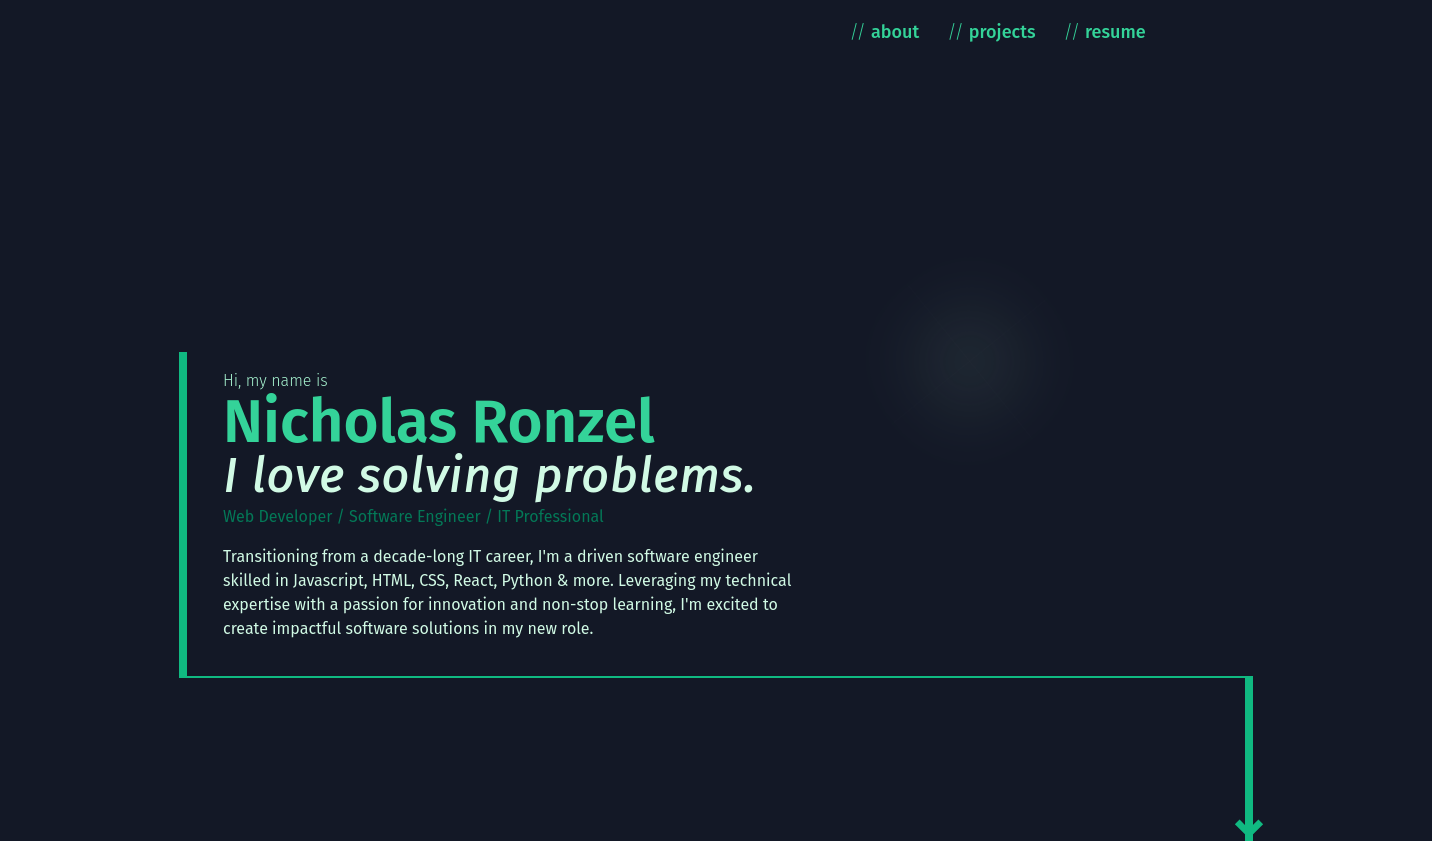 // about // projects // resume
Hi, my name is
Nicholas Ronzel
I love solving problems.
Web Developer / Software Engineer / IT Professional
Transitioning from a decade-long IT career, I'm a driven software engineer
skilled in Javascript, HTML, CSS, React, Python & more. Leveraging my technical
expertise with a passion for innovation and non-stop learning, I'm excited to
create impactful software solutions in my new role.